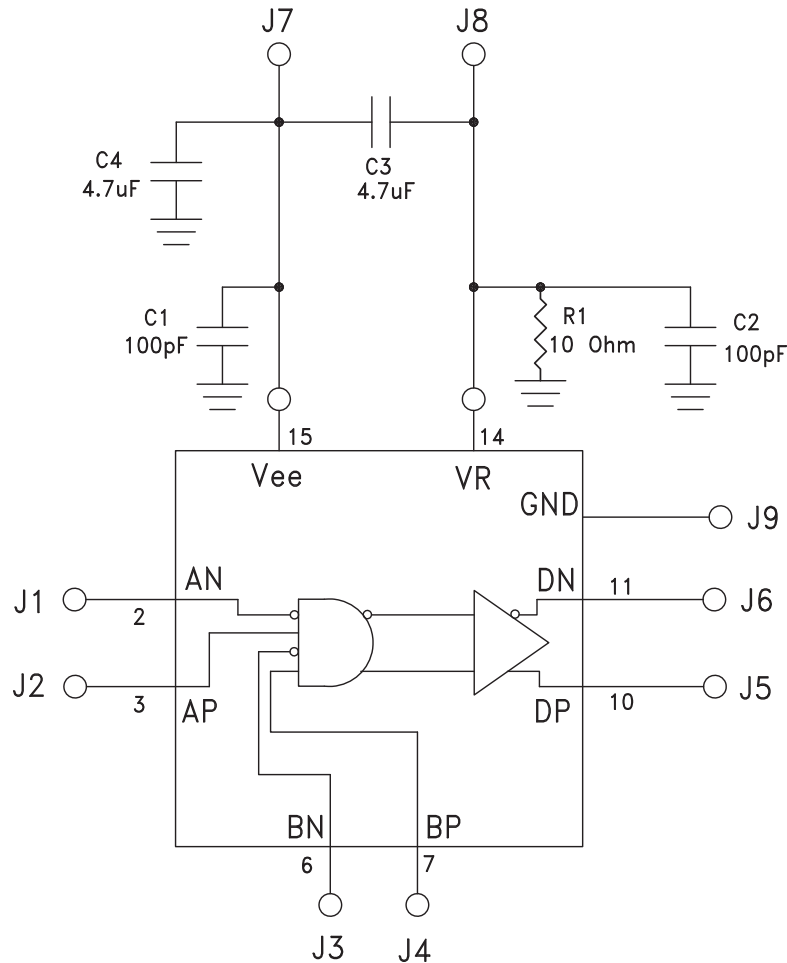 J7 J8
C4
4.7uF
C3
4.7uF
C1
100pF
R1
10 Ohm
C2
100pF
15 14
Vee VR
GND J9
J1 2 AN DN 11 J6
J2 3 AP DP 10 J5
BN BP
6 7
J3 J4